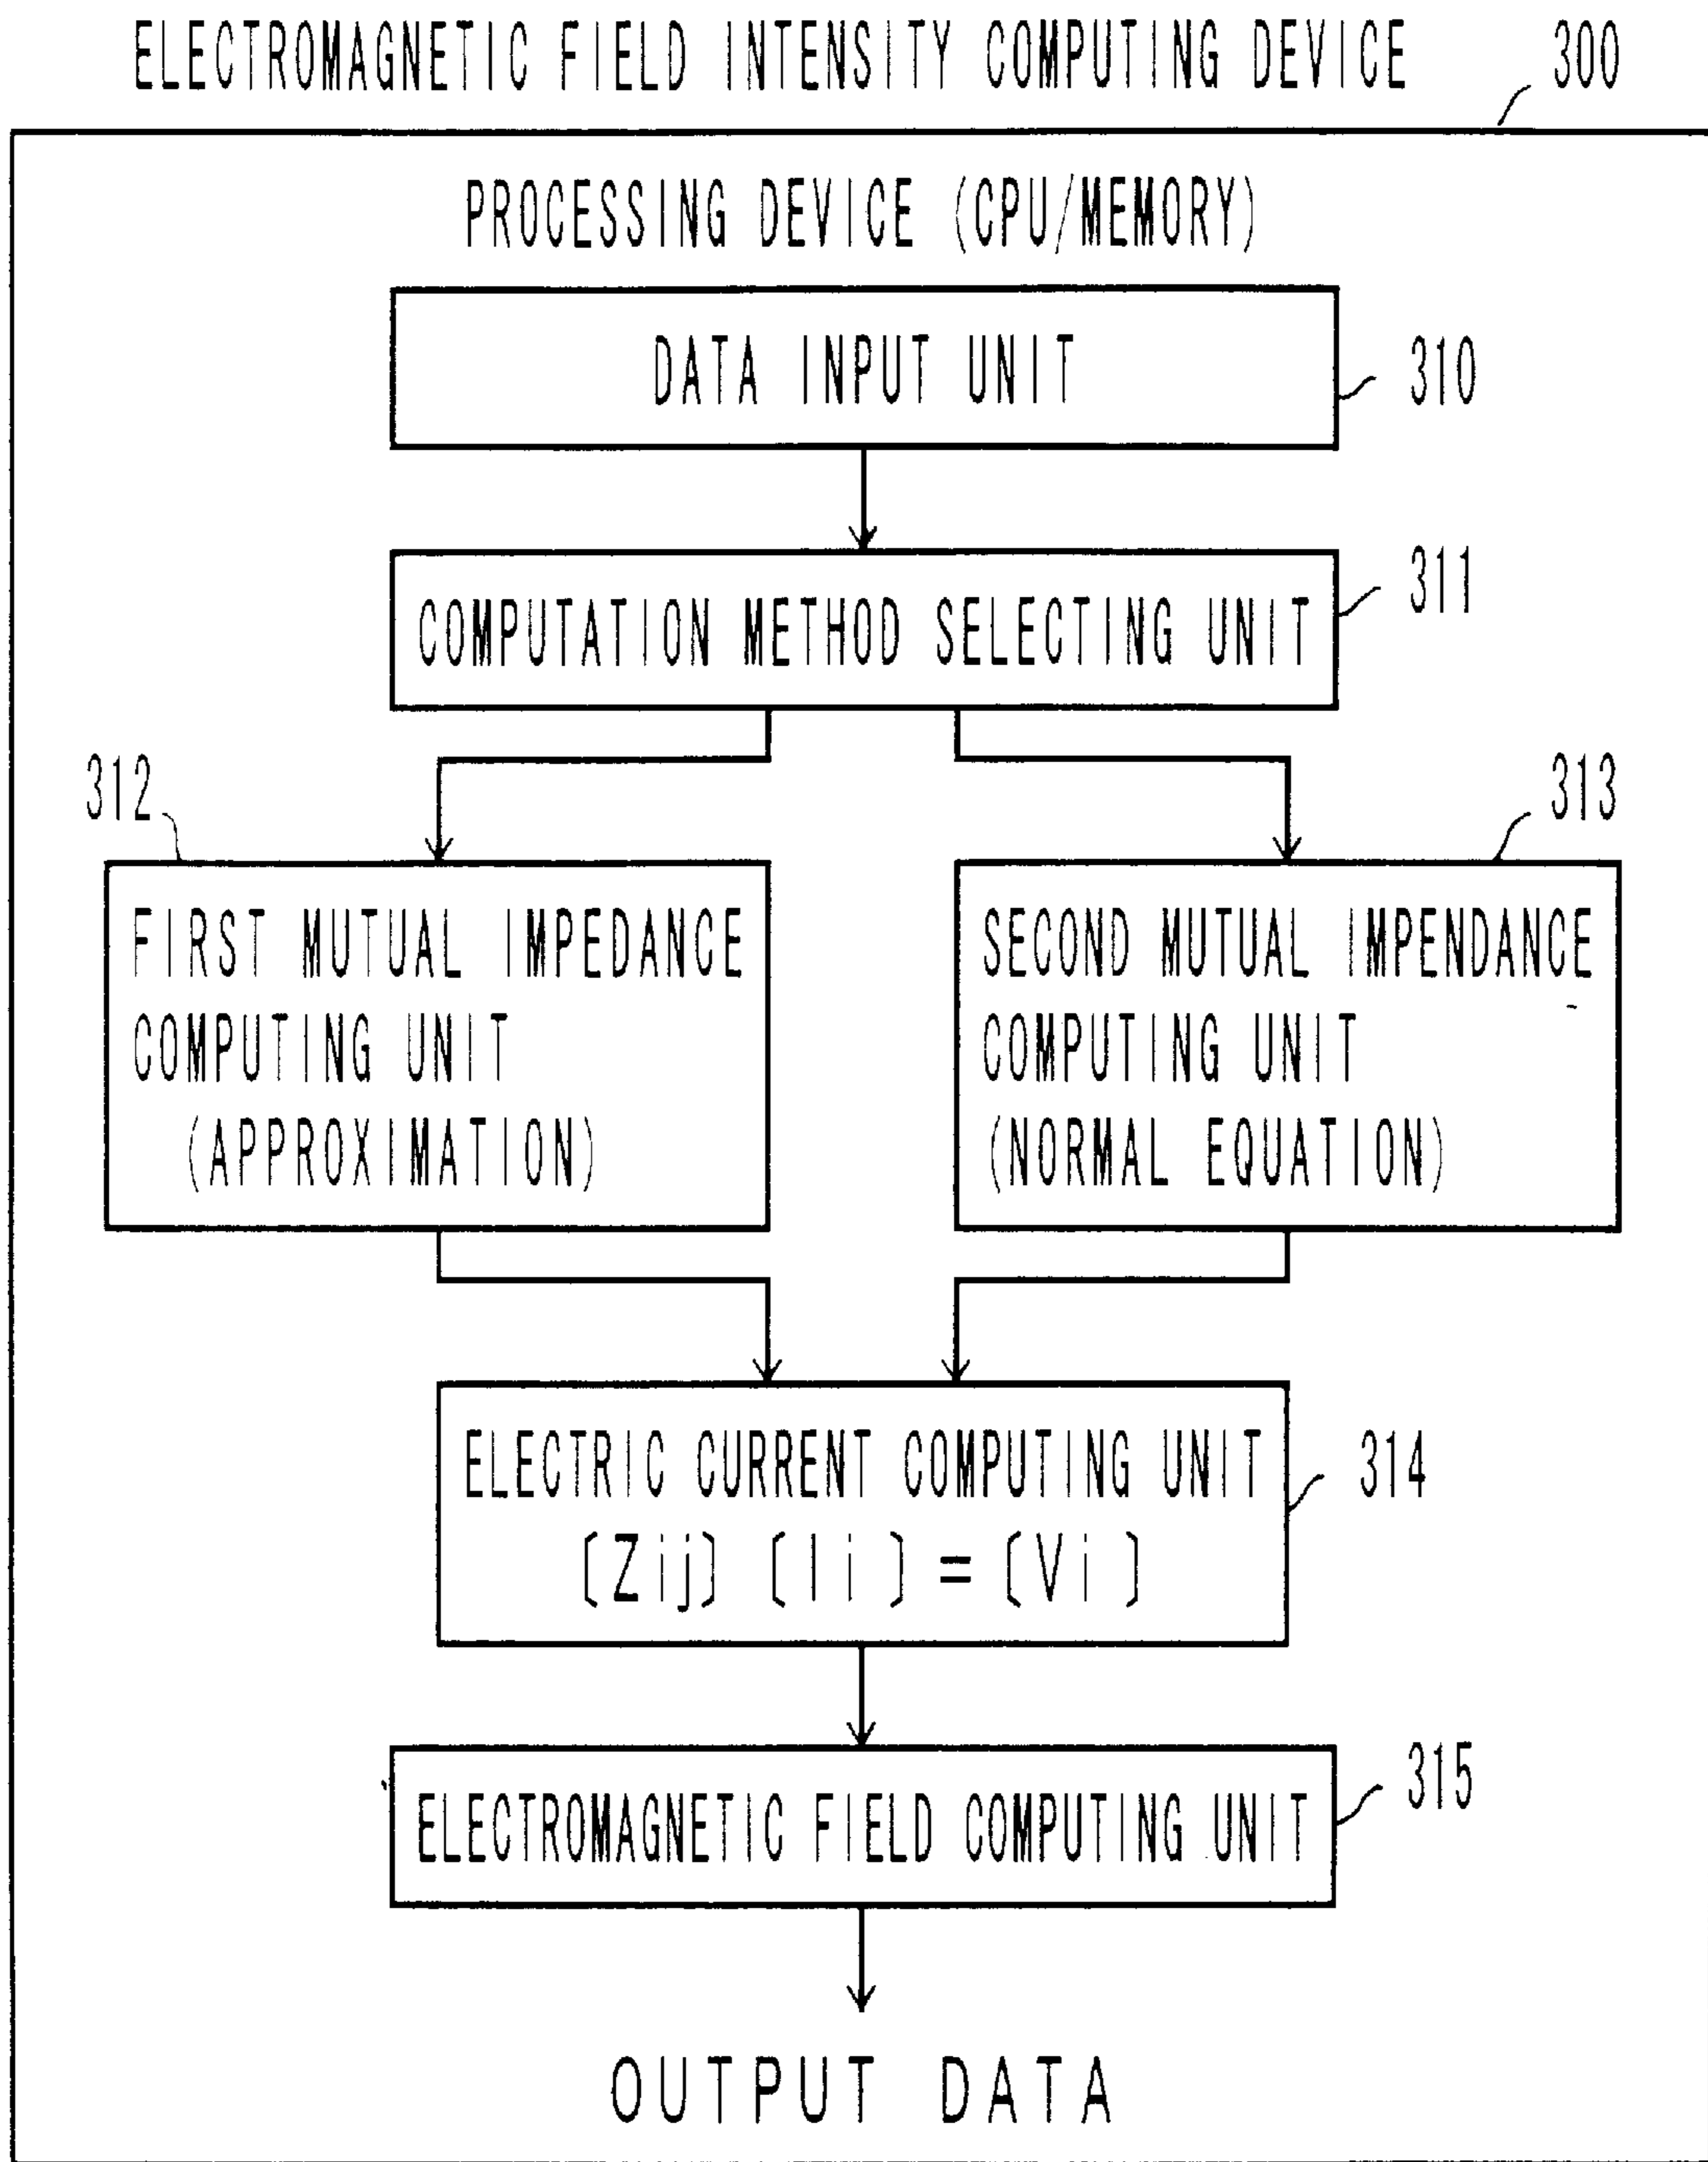 ELECTROMAGNETIC FIELD INTENSITY COMPUTING DEVICE 300
PROCESSING DEVICE (CPU/MEMORY)
DATA INPUT UNIT
310
COMPUTATION METHOD SELECTING UNIT
311
312
313
FIRST MUTUAL IMPEDANCE
COMPUTING UNIT
(APPROXIMATION)
SECOND MUTUAL IMPENDANCE
COMPUTING UNIT
(NORMAL EQUATION)
ELECTRIC CURRENT COMPUTING UNIT
[Zij] [Ii] = [Vi]
314
ELECTROMAGNETIC FIELD COMPUTING UNIT
315
OUTPUT DATA